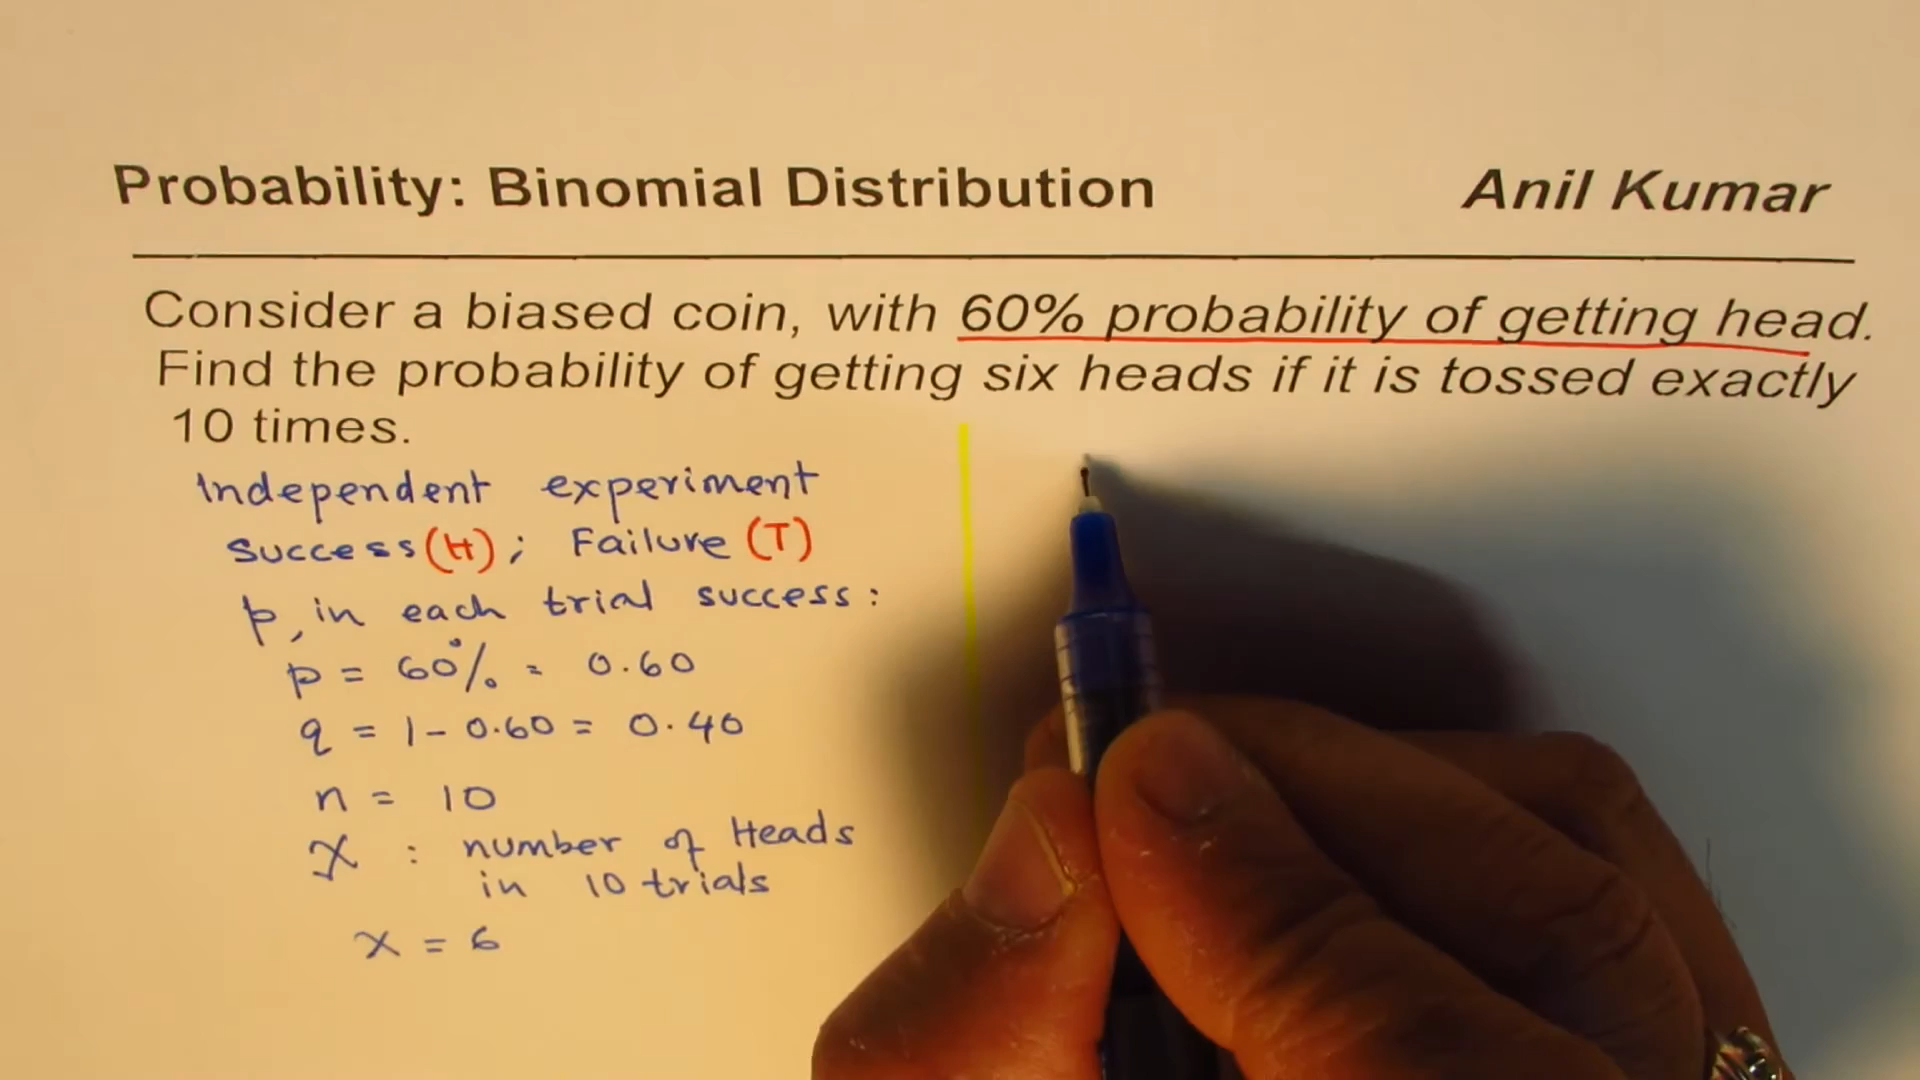 Probability: Binomial Distribution Anil Kumar
Consider a biased coin, with 60% probability of getting head.
Find the probability of getting six heads if it is tossed exactly
10 times.
Independent experiment
Success (H) ; Failure (T)
p, in each trial success :
p = 60% = 0.60
q = 1 - 0.60 = 0.40
n = 10
X : number of Heads
in 10 trials
x = 6